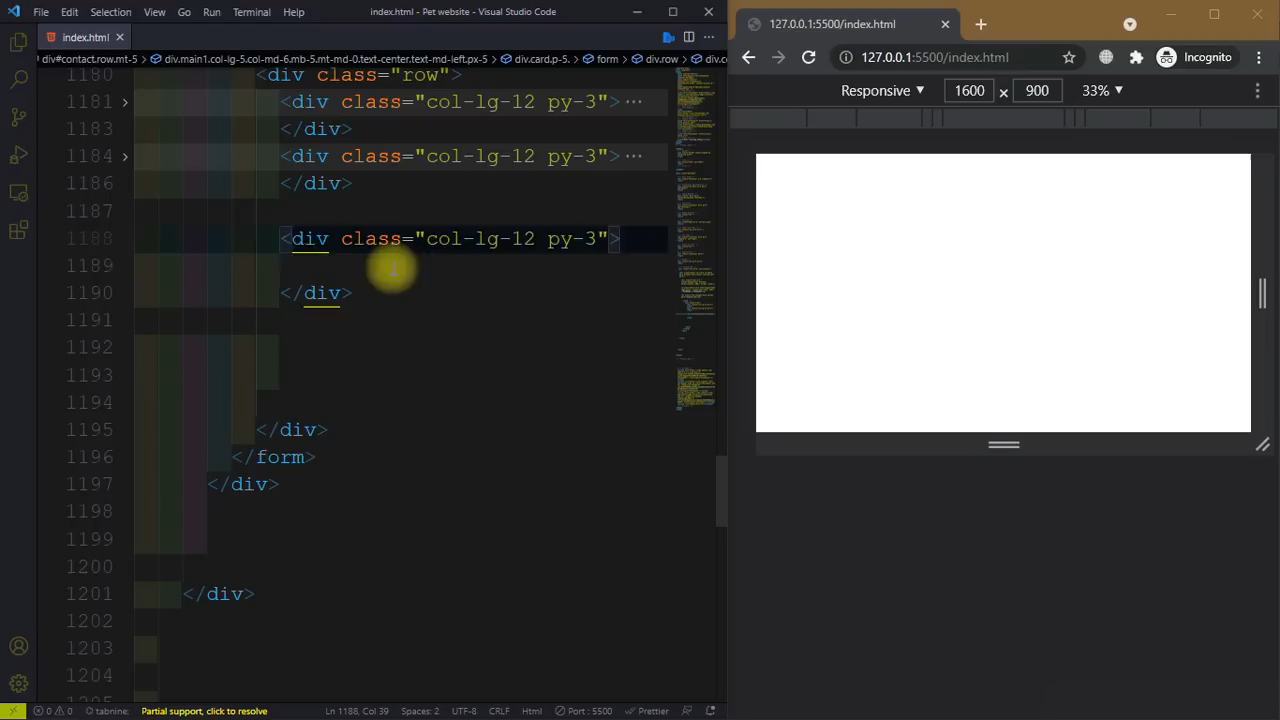 File Edit Selection View Go Run Terminal Help index.html - Pet website - Visual Studio Code
index.html
div#contact.row.mt-5 div.main1.col-lg-5.col-md-6.mb-5.mt-md-0.text-center.text-md-left.px-5 div.card.p-5. form div.row div.cc
1180 <div class="row">
1181 <div class="col-lg-12 py-3"> ···
1183 </div>
1184 <div class="col-lg-12 py-3"> ···
1186 </div>
1187
1188 <div class="col-lg-12 py-3">
1189
1190 </div>
1191
1192
1193
1194
1195 </div>
1196 </form>
1197 </div>
1198
1199
1200
1201 </div>
1202
1203
1204
1205
0 0 tabnine: Partial support, click to resolve Ln 1188, Col 39 Spaces: 2 UTF-8 CRLF Html Port : 5500 Prettier
127.0.0.1:5500/index.html
127.0.0.1:5500/index.html Incognito
Responsive 1600 × 900 33%